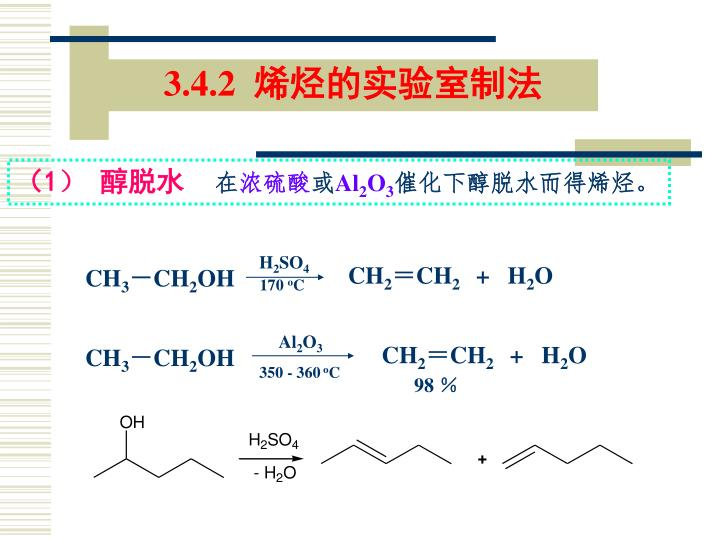 3.4.2 烯烃的实验室制法
（1） 醇脱水 在浓硫酸或Al₂O₃催化下醇脱水而得烯烃。
H₂SO₄
CH₃－CH₂OH CH₂＝CH₂ + H₂O
170 ºC
Al₂O₃
CH₃－CH₂OH CH₂＝CH₂ + H₂O
350 - 360 ºC
98 %
OH
H₂SO₄
+
- H₂O